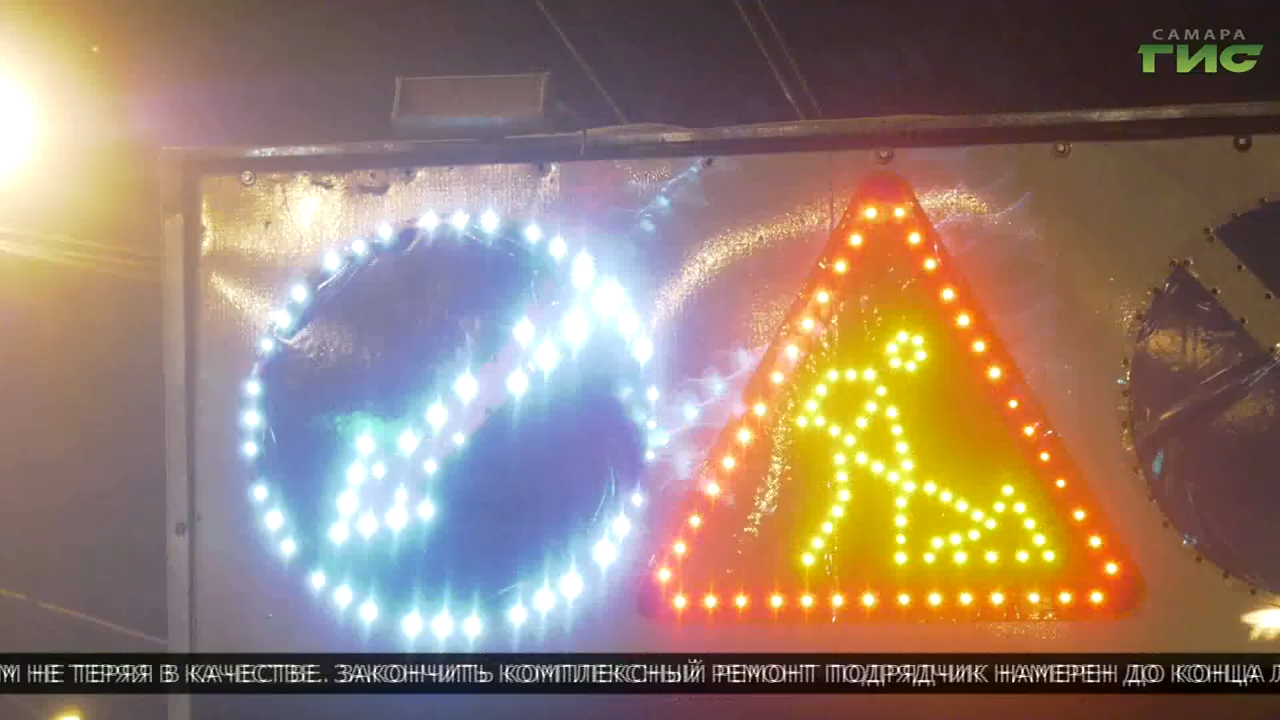 САМАРА
ГИС
НЕ ТЕРЯЯ В КАЧЕСТВЕ. ЗАКОНЧИТЬ КОМПЛЕКСНЫЙ РЕМОНТ ПОДРЯДЧИК НАМЕРЕН ДО КОНЦА